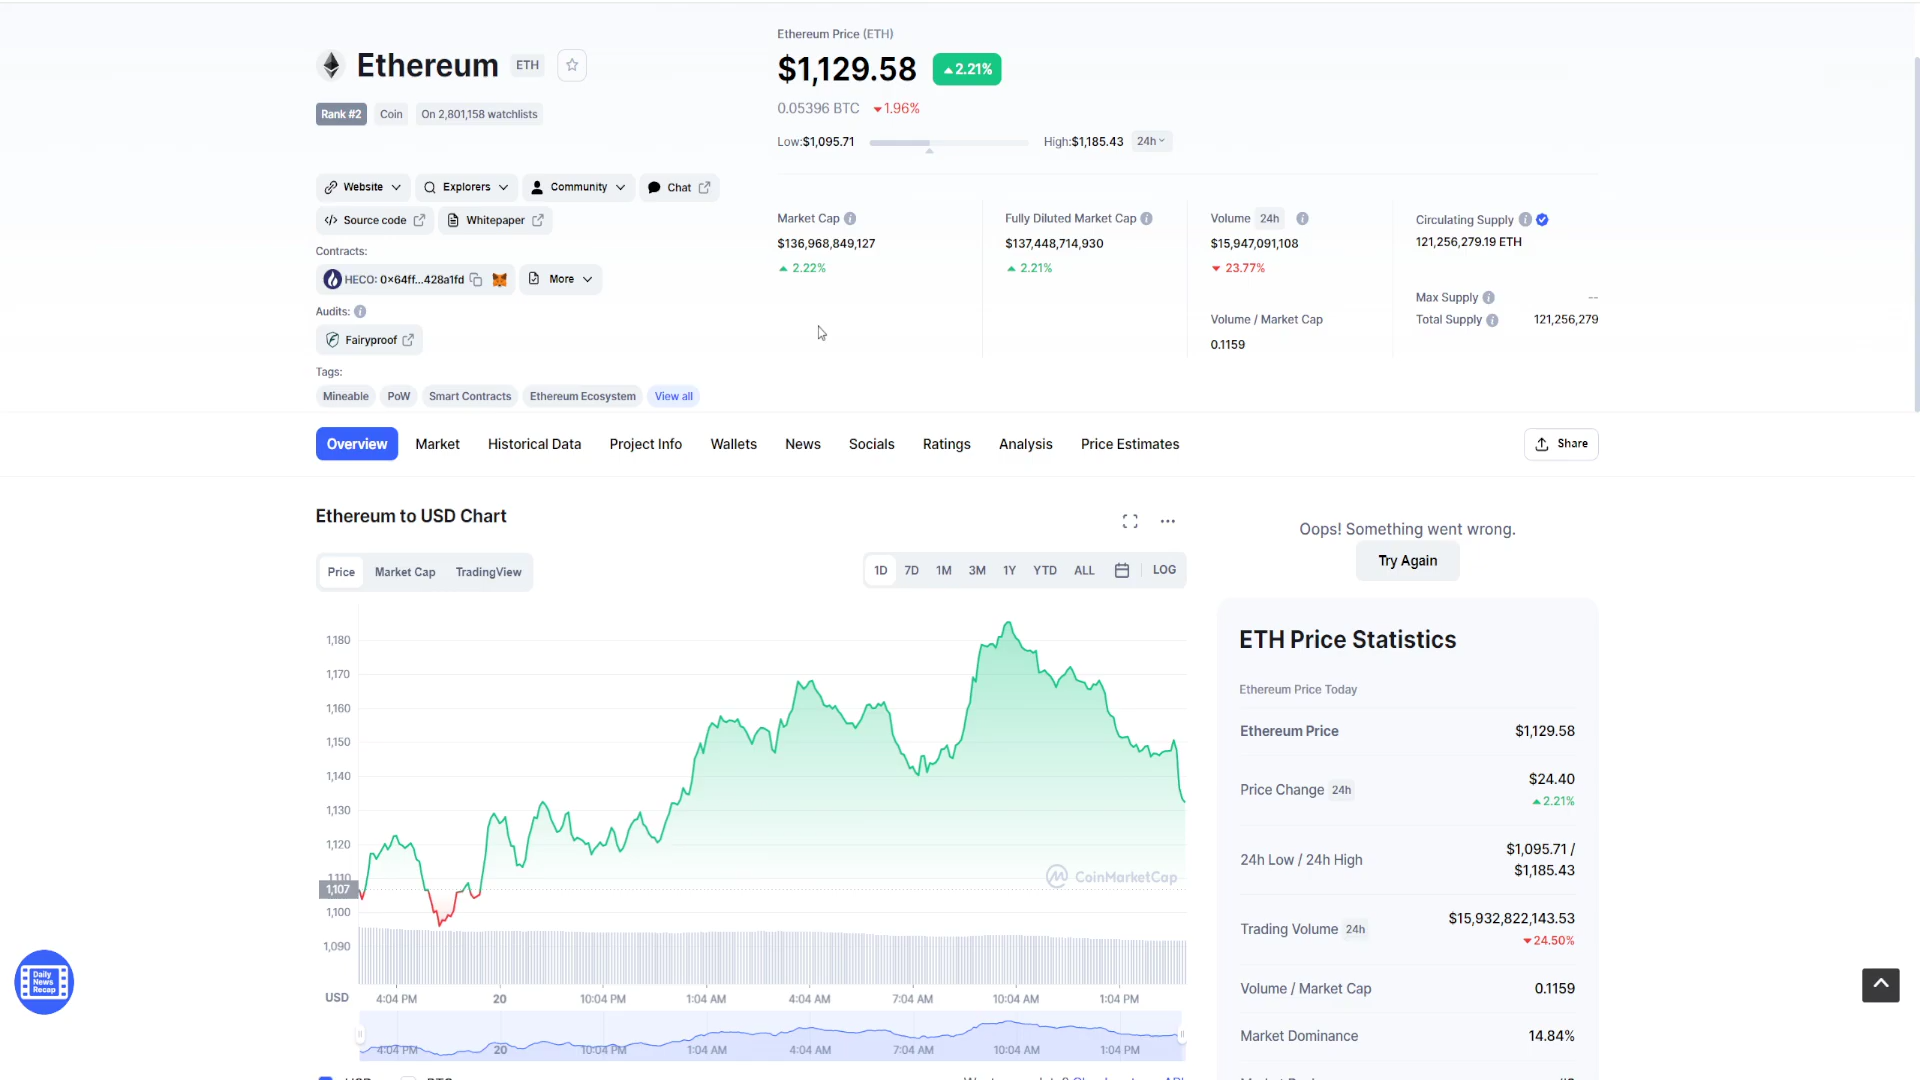 Ethereum ETH
Rank #2 Coin On 2,801,158 watchlists
Website Explorers Community Chat
Source code Whitepaper
Contracts:
HECO: 0x64ff...428a1fd More
Audits:
Fairyproof
Tags:
Mineable PoW Smart Contracts Ethereum Ecosystem View all
Ethereum Price (ETH)
$1,129.58 2.21%
0.05396 BTC 1.96%
Low:$1,095.71 High:$1,185.43 24h
Market Cap
$136,968,849,127
2.22%
Fully Diluted Market Cap
$137,448,714,930
2.21%
Volume 24h
$15,947,091,108
23.77%
Volume / Market Cap
0.1159
Circulating Supply
121,256,279.19 ETH
Max Supply --
Total Supply 121,256,279
Overview Market Historical Data Project Info Wallets News Socials Ratings Analysis Price Estimates Share
Ethereum to USD Chart
Price Market Cap TradingView
1D 7D 1M 3M 1Y YTD ALL LOG
1,180
1,170
1,160
1,150
1,140
1,130
1,120
1,110
1,107
1,100
1,090
CoinMarketCap
USD 4:04 PM 20 10:04 PM 1:04 AM 4:04 AM 7:04 AM 10:04 AM 1:04 PM
4:04 PM 20 10:04 PM 1:04 AM 4:04 AM 7:04 AM 10:04 AM 1:04 PM
Oops! Something went wrong.
Try Again
ETH Price Statistics
Ethereum Price Today
Ethereum Price $1,129.58
Price Change 24h $24.40
2.21%
24h Low / 24h High $1,095.71 /
$1,185.43
Trading Volume 24h $15,932,822,143.53
24.50%
Volume / Market Cap 0.1159
Market Dominance 14.84%
Daily
News
Recap